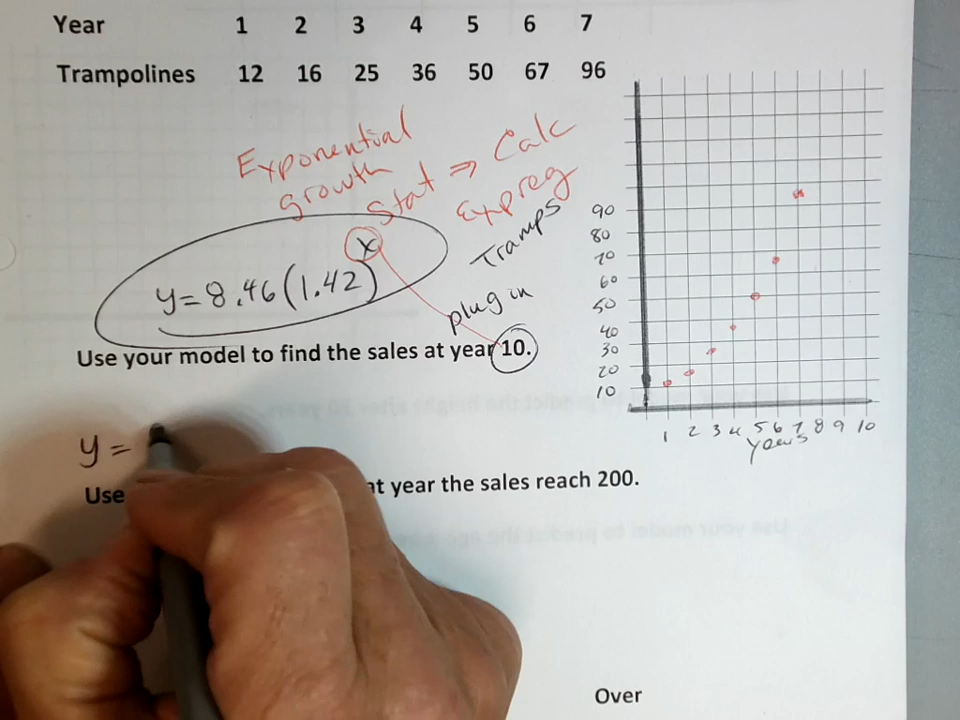 Year 1 2 3 4 5 6 7
Trampolines 12 16 25 36 50 67 96
Exponential
growth
Stat ⇒ Calc
Expreg
Tramps
y=8.46(1.42)^x
plug in
Use your model to find the sales at year 10.
90
80
70
60
50
40
30
20
10
1 2 3 4 5 6 7 8 9 10
Years
y =
Use at year the sales reach 200.
Over